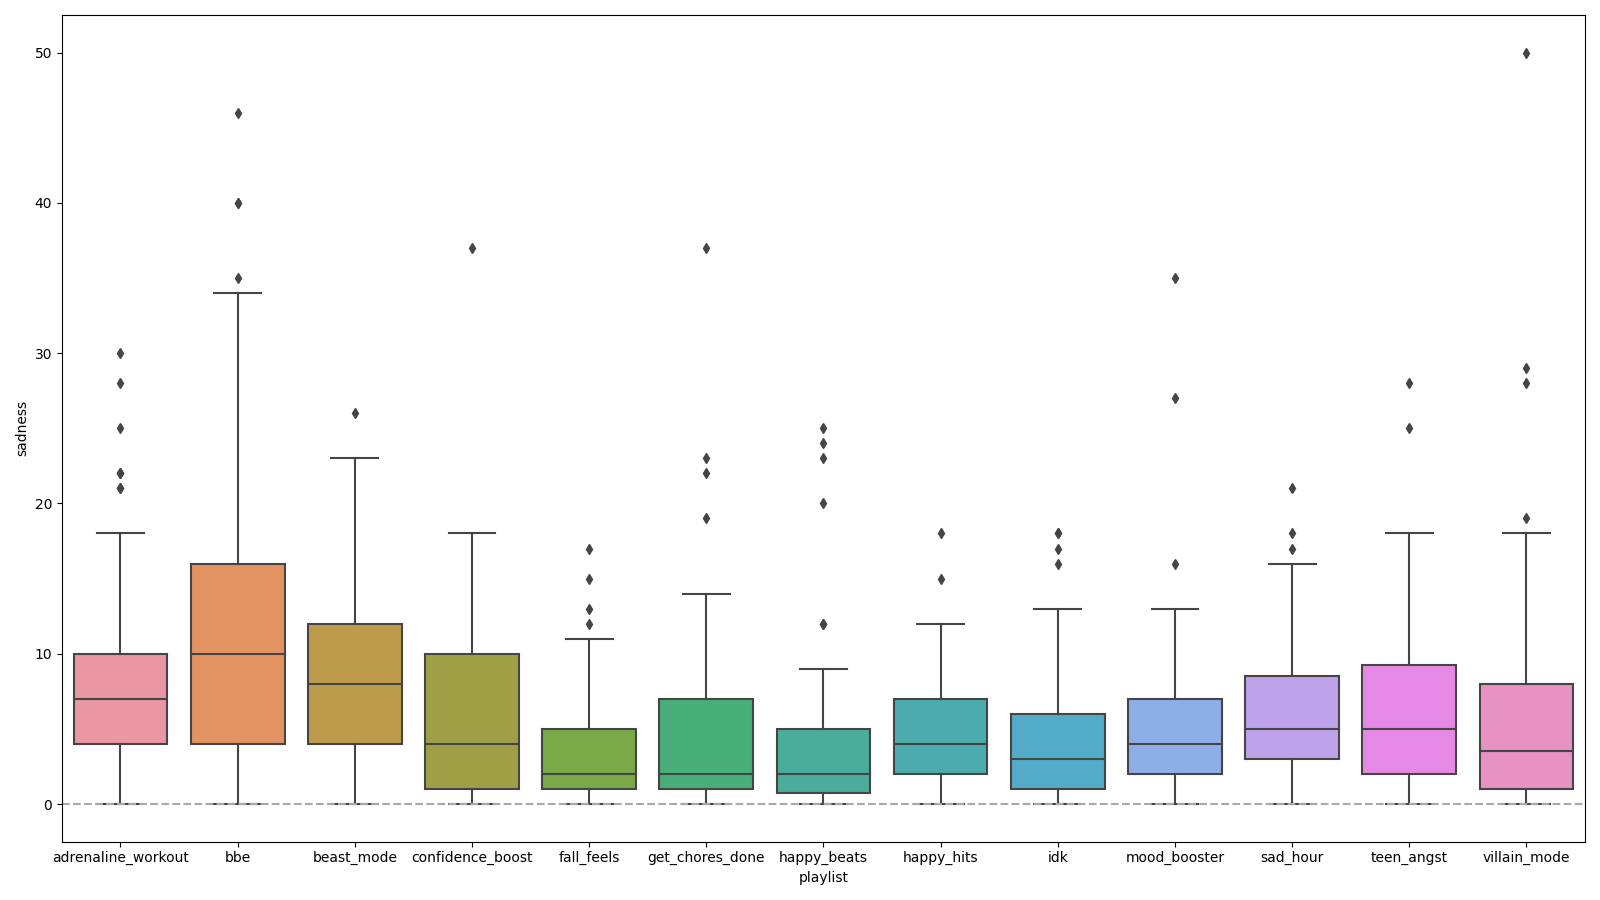 50
40
30
20
10
0
sadness
adrenaline_workout bbe beast_mode confidence_boost fall_feels get_chores_done happy_beats happy_hits idk mood_booster sad_hour teen_angst villain_mode
playlist